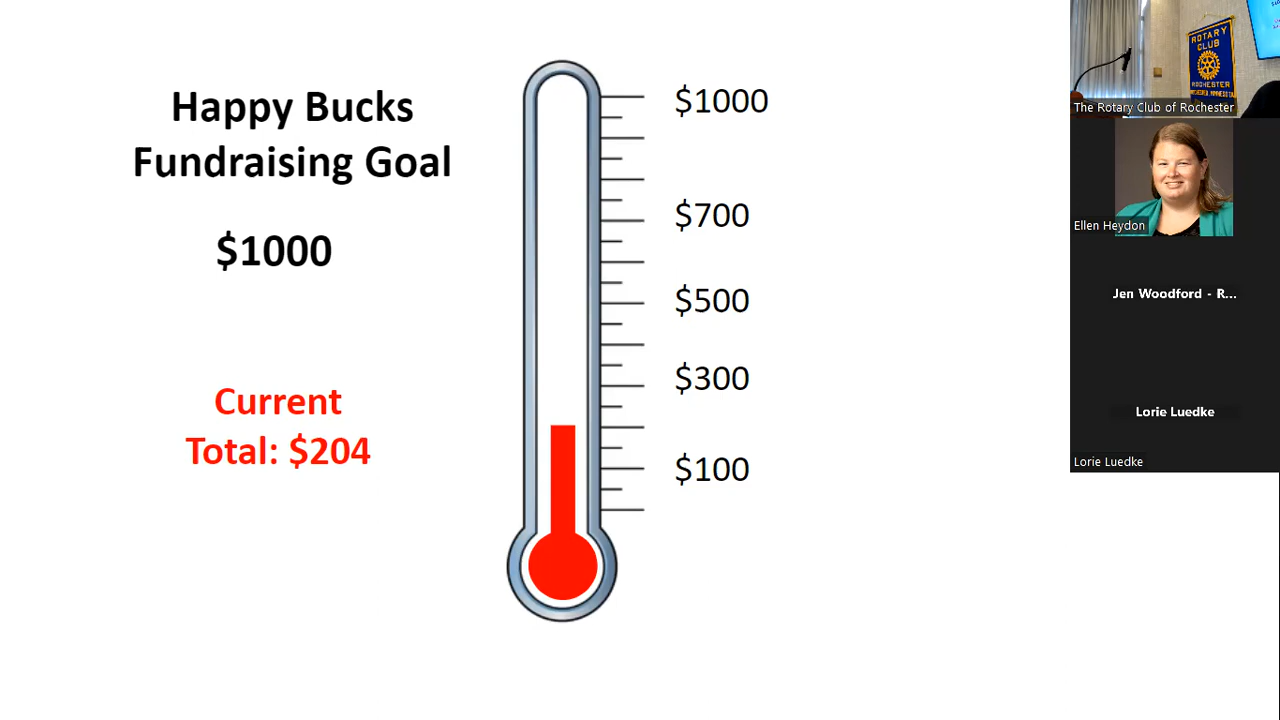 Happy Bucks
Fundraising Goal
$1000
Current
Total: $204
$1000
$700
$500
$300
$100
ROTARY
CLUB
ROCHESTER
The Rotary Club of Rochester
Ellen Heydon
Jen Woodford - R...
Lorie Luedke
Lorie Luedke